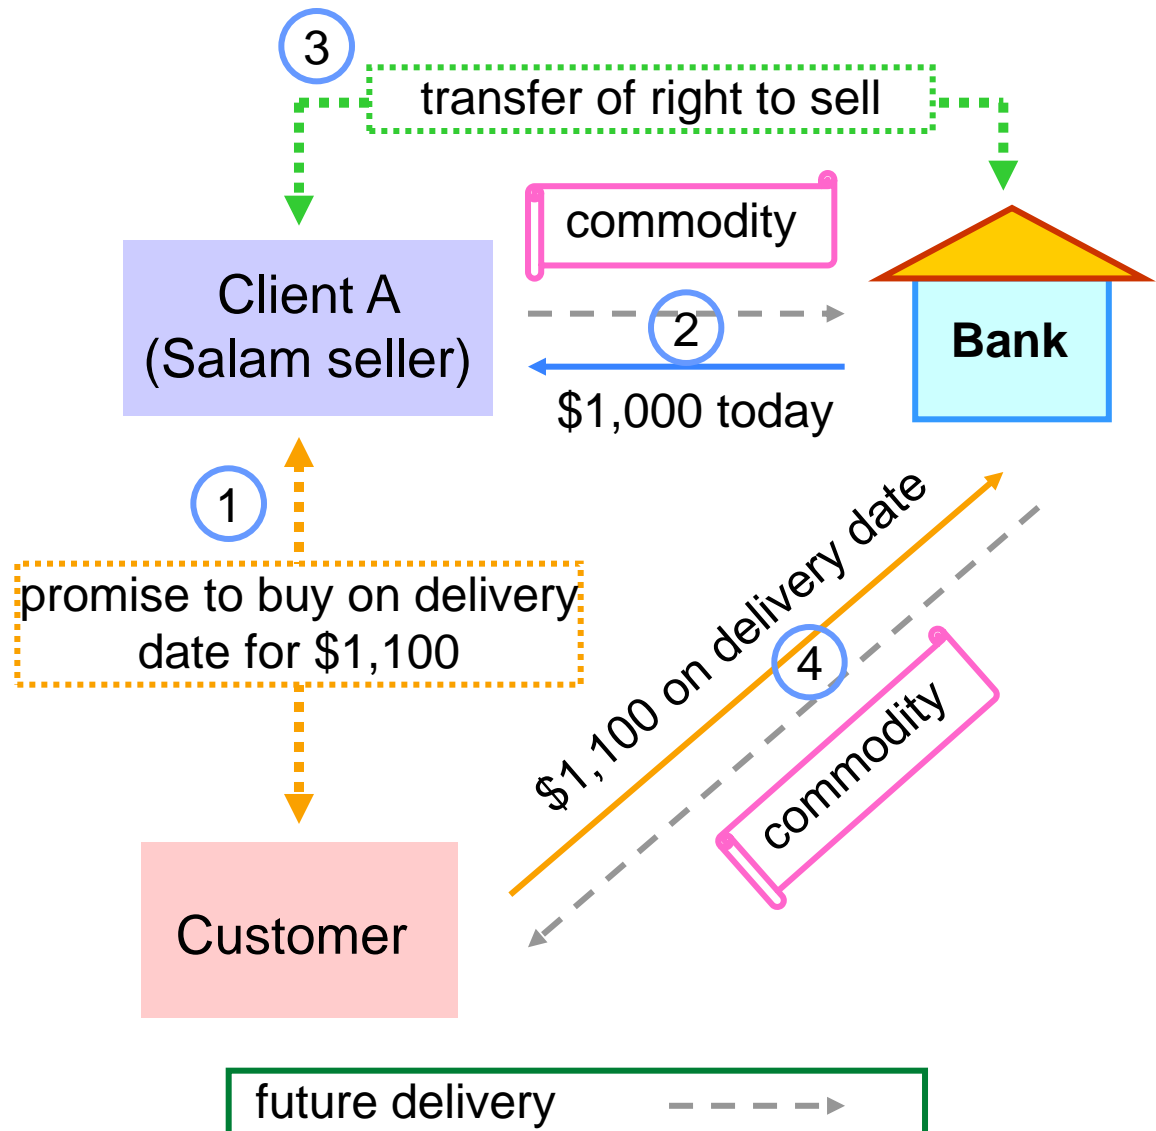 3
transfer of right to sell
commodity
Client A
(Salam seller)
2
Bank
$1,000 today
1
promise to buy on delivery
date for $1,100
$1,100 on delivery date
4
commodity
Customer
future delivery